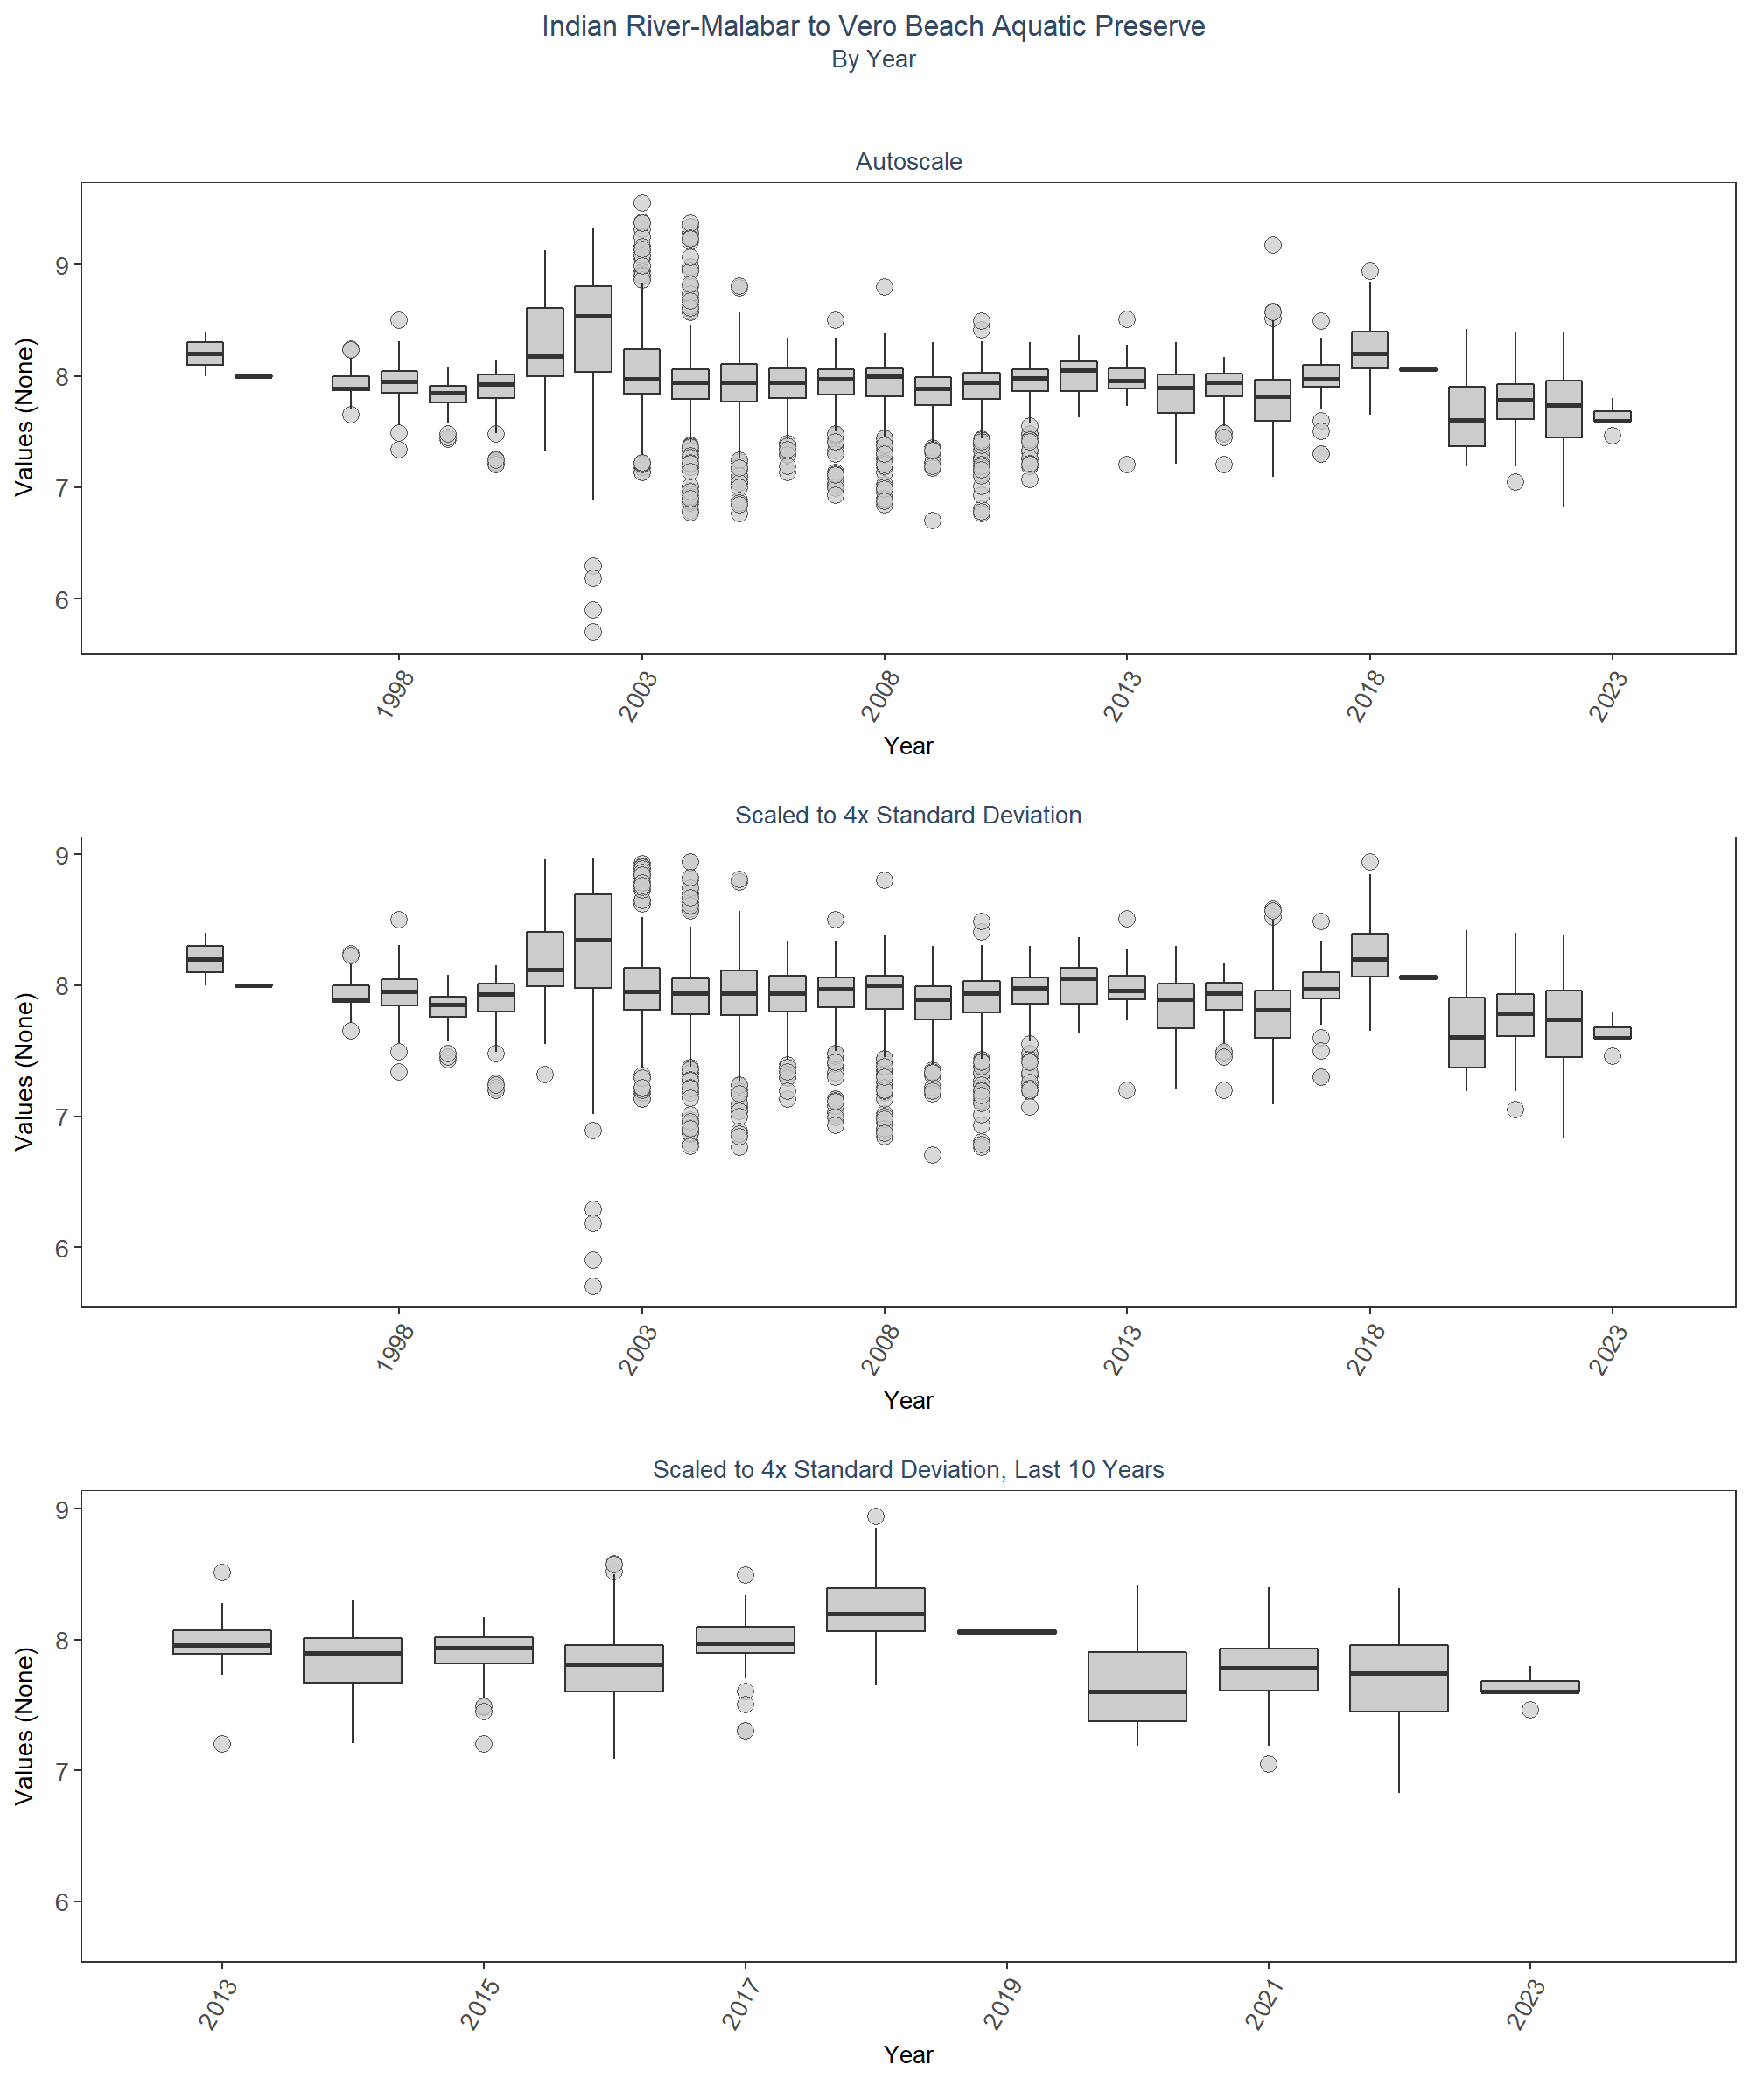 Indian River-Malabar to Vero Beach Aquatic Preserve
By Year
Autoscale
Values (None)
9
8
7
6
1998
2003
2008
2013
2018
2023
Year
Scaled to 4x Standard Deviation
Values (None)
9
8
7
6
1998
2003
2008
2013
2018
2023
Year
Scaled to 4x Standard Deviation, Last 10 Years
Values (None)
9
8
7
6
2013
2015
2017
2019
2021
2023
Year